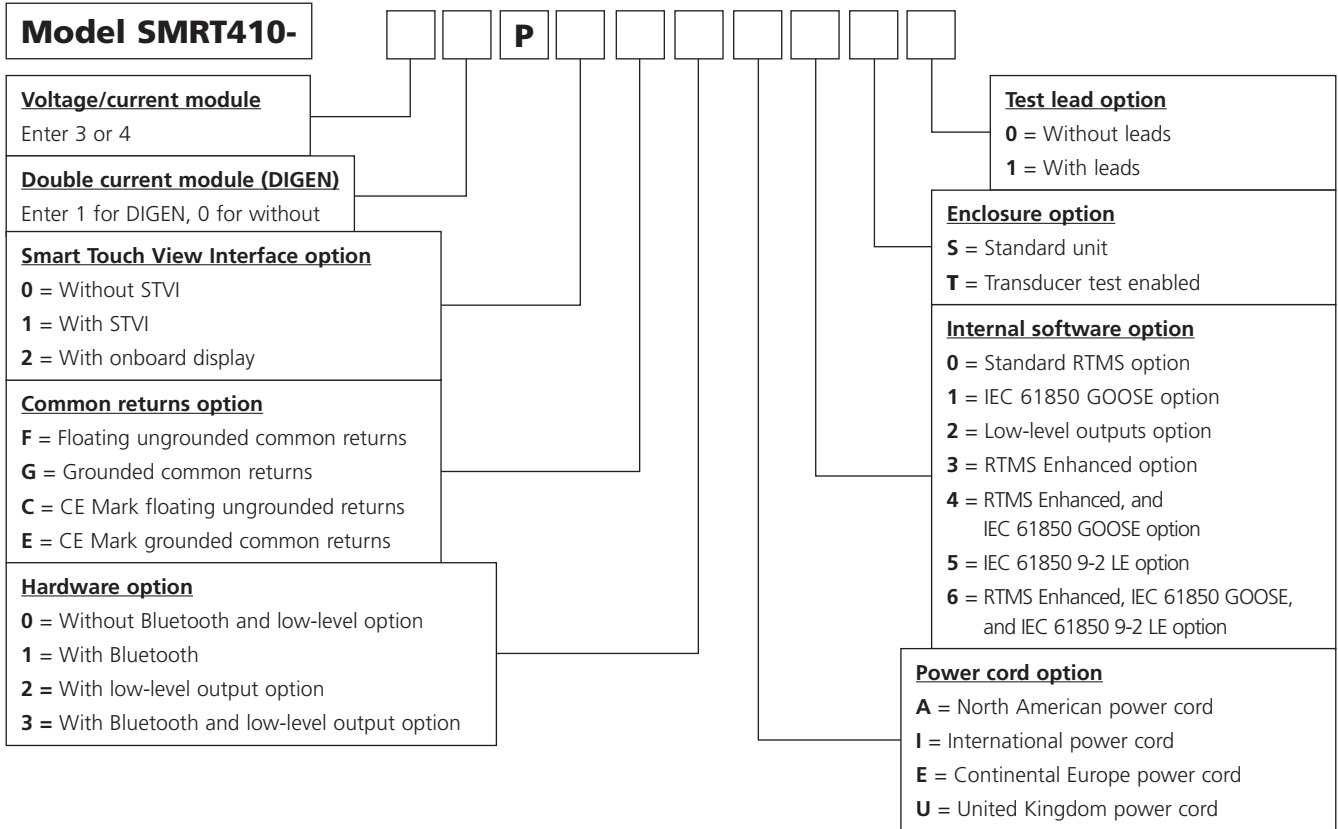 Model SMRT410-
P
Voltage/current module
Enter 3 or 4
Double current module (DIGEN)
Enter 1 for DIGEN, 0 for without
Smart Touch View Interface option
0 = Without STVI
1 = With STVI
2 = With onboard display
Common returns option
F = Floating ungrounded common returns
G = Grounded common returns
C = CE Mark floating ungrounded returns
E = CE Mark grounded common returns
Hardware option
0 = Without Bluetooth and low-level option
1 = With Bluetooth
2 = With low-level output option
3 = With Bluetooth and low-level output option
Test lead option
0 = Without leads
1 = With leads
Enclosure option
S = Standard unit
T = Transducer test enabled
Internal software option
0 = Standard RTMS option
1 = IEC 61850 GOOSE option
2 = Low-level outputs option
3 = RTMS Enhanced option
4 = RTMS Enhanced, and
IEC 61850 GOOSE option
5 = IEC 61850 9-2 LE option
6 = RTMS Enhanced, IEC 61850 GOOSE,
and IEC 61850 9-2 LE option
Power cord option
A = North American power cord
I = International power cord
E = Continental Europe power cord
U = United Kingdom power cord